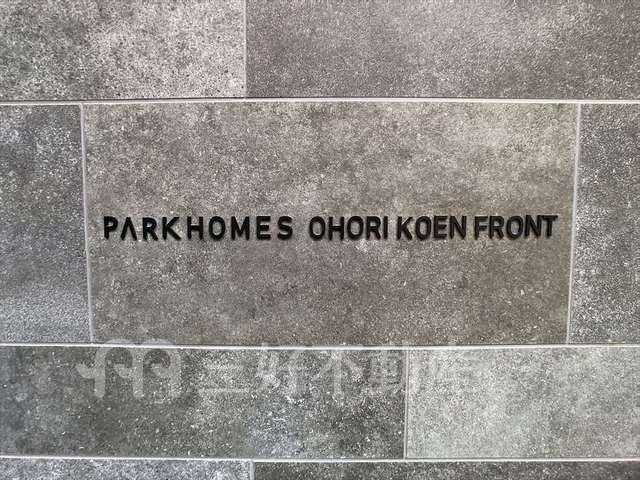 PARKHOMES OHORI KOEN FRONT
三好不動産